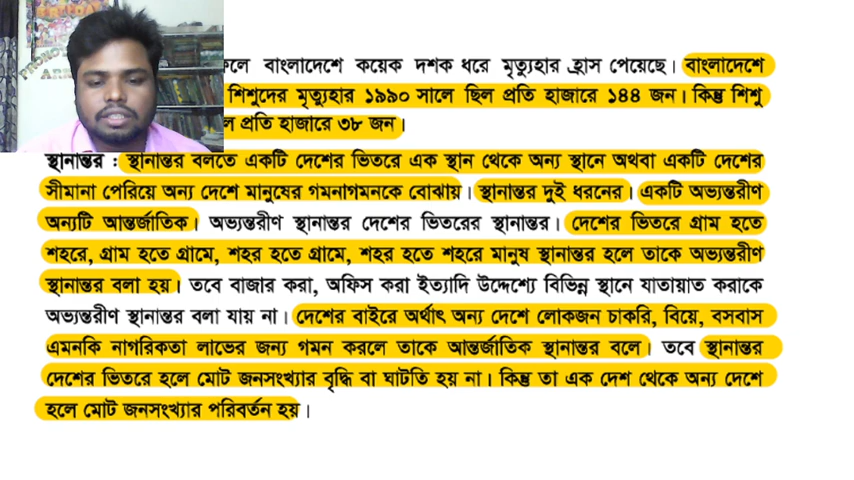 ফলে বাংলাদেশে কয়েক দশক ধরে মৃত্যুহার হ্রাস পেয়েছে। বাংলাদেশে
শিশুদের মৃত্যুহার ১৯৯০ সালে ছিল প্রতি হাজারে ১৪৪ জন। কিন্তু শিশু
প্রতি হাজারে ৩৮ জন।
স্থানান্তর : স্থানান্তর বলতে একটি দেশের ভিতরে এক স্থান থেকে অন্য স্থানে অথবা একটি দেশের
সীমানা পেরিয়ে অন্য দেশে মানুষের গমনাগমনকে বোঝায়। স্থানান্তর দুই ধরনের। একটি অভ্যন্তরীণ
অন্যটি আন্তর্জাতিক। অভ্যন্তরীণ স্থানান্তর দেশের ভিতরের স্থানান্তর। দেশের ভিতরে গ্রাম হতে
শহরে, গ্রাম হতে গ্রামে, শহর হতে গ্রামে, শহর হতে শহরে মানুষ স্থানান্তর হলে তাকে অভ্যন্তরীণ
স্থানান্তর বলা হয়। তবে বাজার করা, অফিস করা ইত্যাদি উদ্দেশ্যে বিভিন্ন স্থানে যাতায়াত করাকে
অভ্যন্তরীণ স্থানান্তর বলা যায় না। দেশের বাইরে অর্থাৎ অন্য দেশে লোকজন চাকরি, বিয়ে, বসবাস
এমনকি নাগরিকতা লাভের জন্য গমন করলে তাকে আন্তর্জাতিক স্থানান্তর বলে। তবে স্থানান্তর
দেশের ভিতরে হলে মোট জনসংখ্যার বৃদ্ধি বা ঘাটতি হয় না। কিন্তু তা এক দেশ থেকে অন্য দেশে
হলে মোট জনসংখ্যার পরিবর্তন হয়।